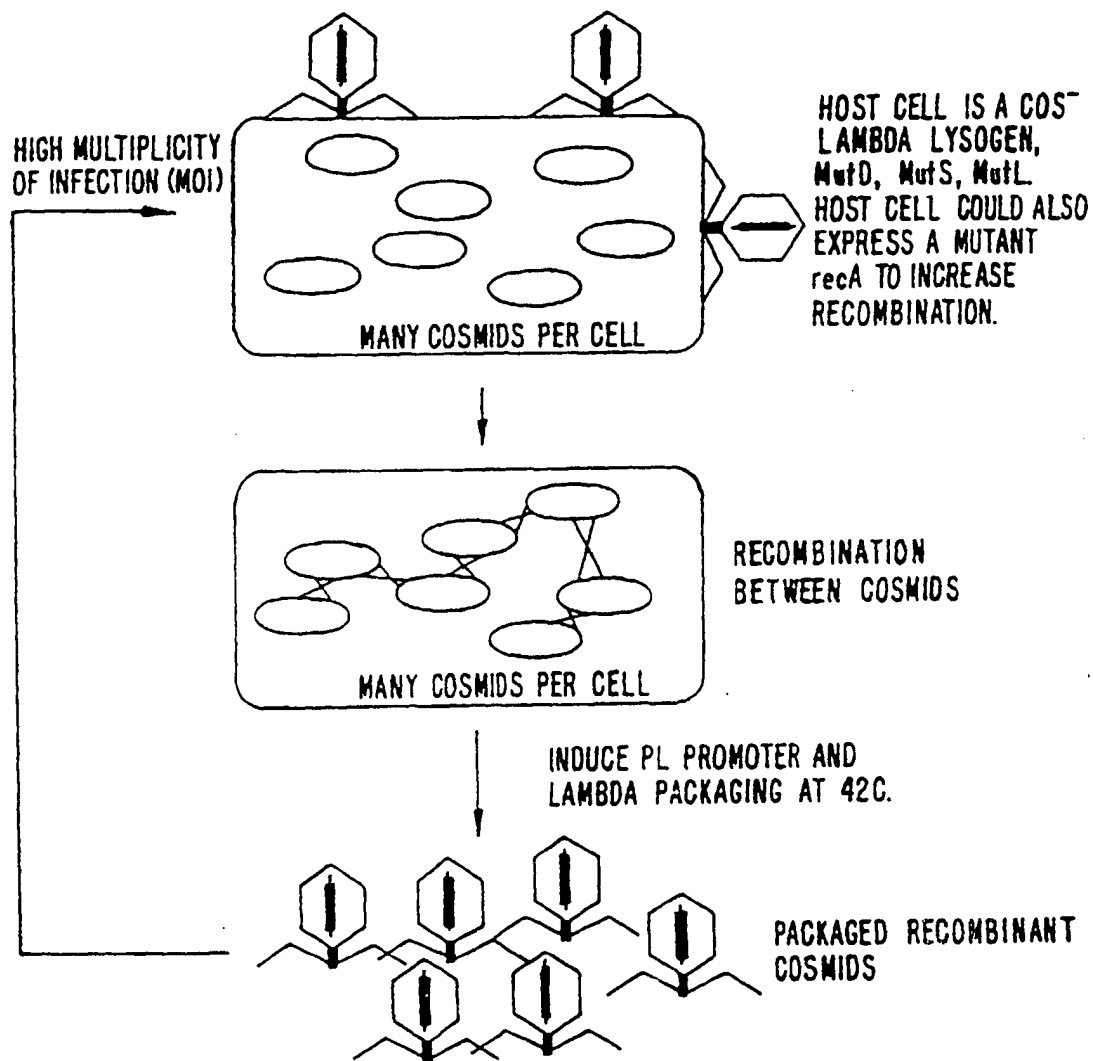 HIGH MULTIPLICITY
OF INFECTION (MOI)
HOST CELL IS A COS⁻
LAMBDA LYSOGEN,
MutD, MutS, MutL.
HOST CELL COULD ALSO
EXPRESS A MUTANT
recA TO INCREASE
RECOMBINATION.
MANY COSMIDS PER CELL
RECOMBINATION
BETWEEN COSMIDS
MANY COSMIDS PER CELL
INDUCE PL PROMOTER AND
LAMBDA PACKAGING AT 42C.
PACKAGED RECOMBINANT
COSMIDS